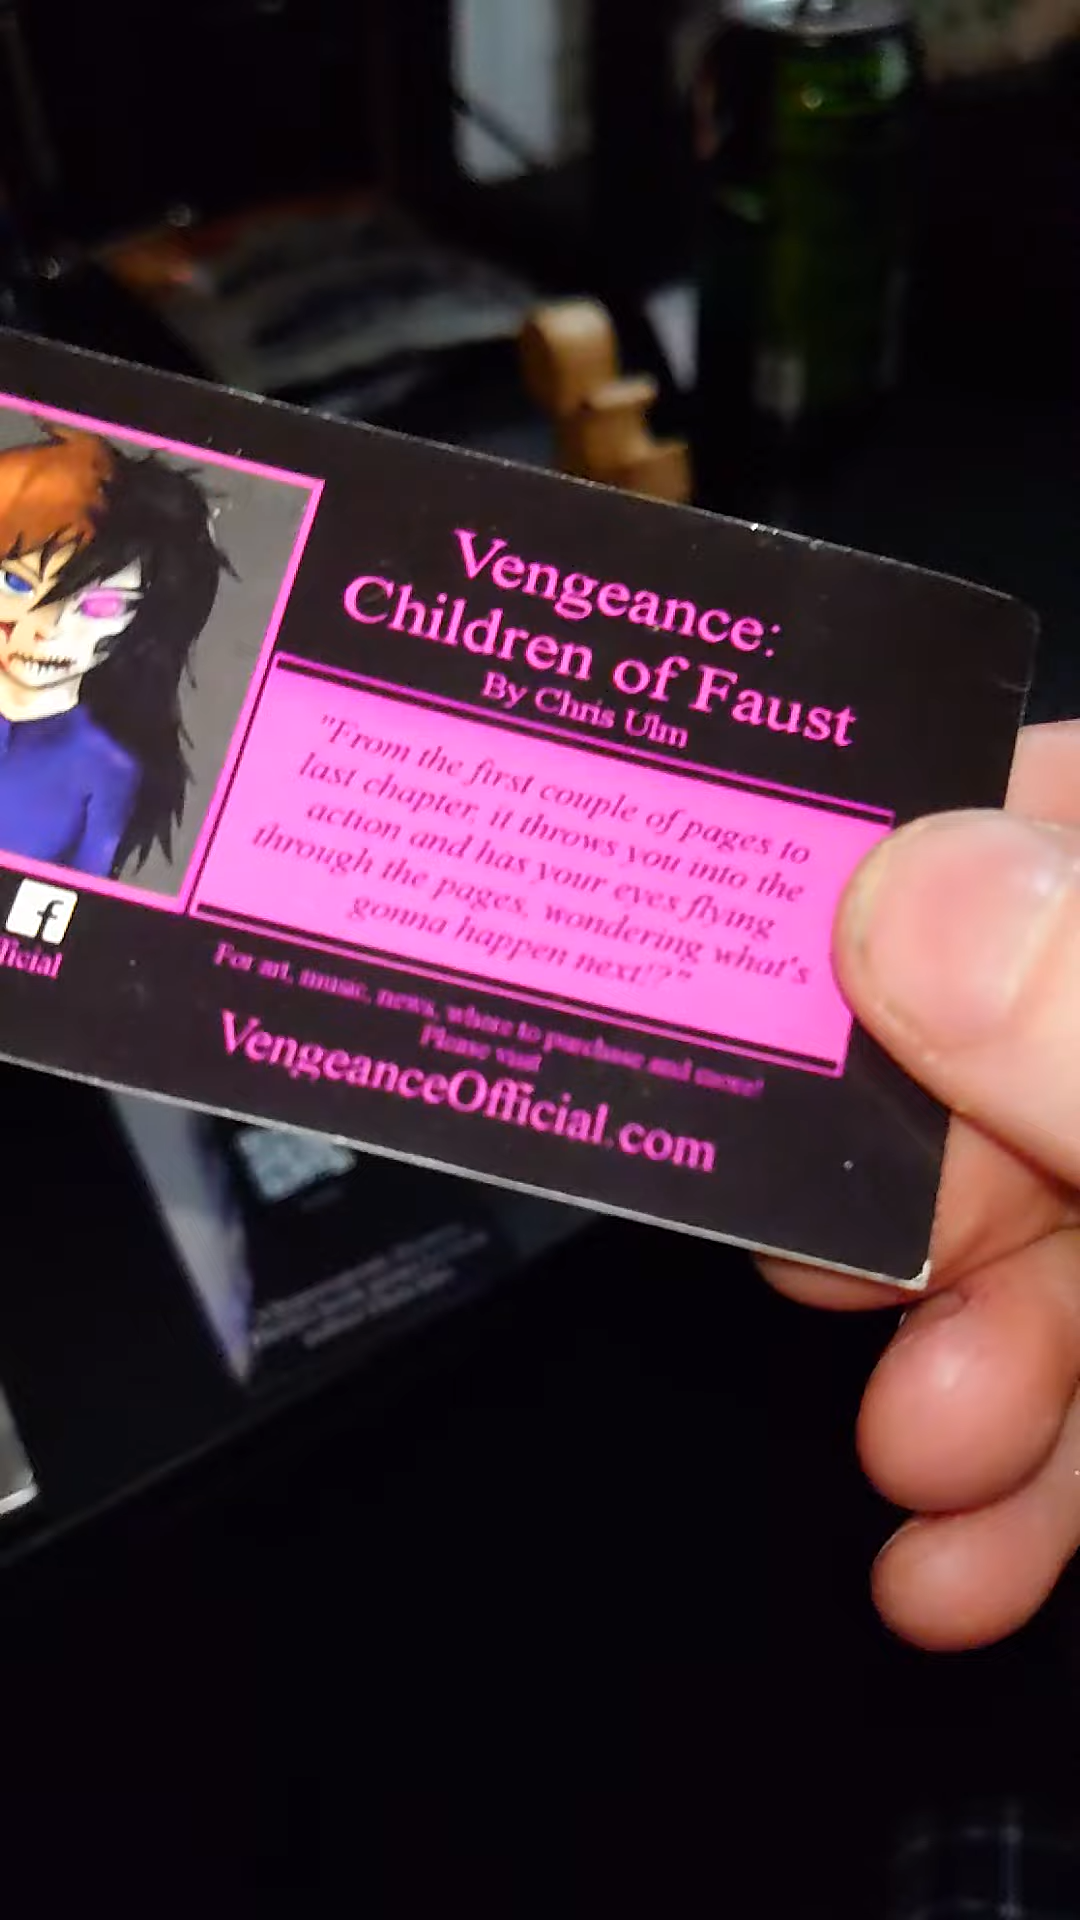 Vengeance:
Children of Faust
By Chris Ulm
"From the first couple of pages to
last chapter, it throws you into the
action and has your eyes flying
through the pages, wondering what's
gonna happen next!?"
f
ficial
For art, music, news, where to purchase and more!
Please visit
VengeanceOfficial.com